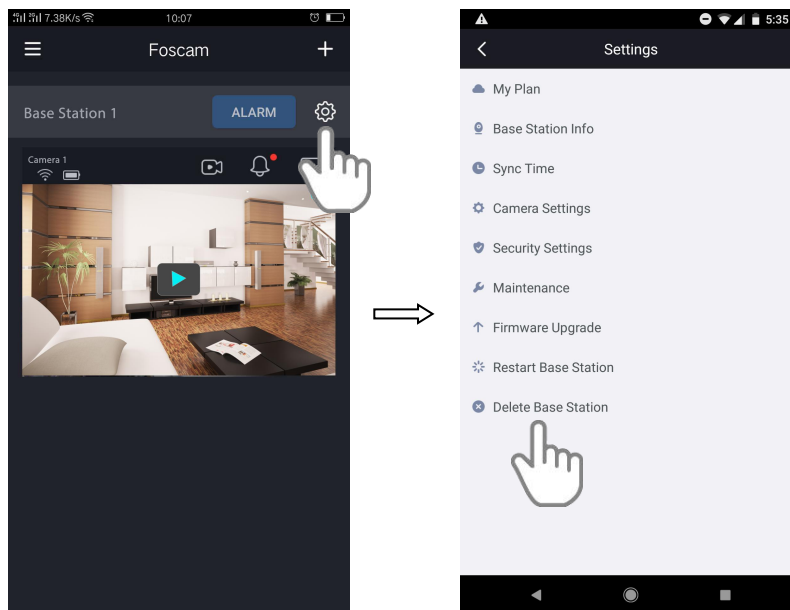 7.38K/s
10:07
Foscam
Base Station 1
ALARM
Camera 1
5:35
Settings
My Plan
Base Station Info
Sync Time
Camera Settings
Security Settings
Maintenance
Firmware Upgrade
Restart Base Station
Delete Base Station